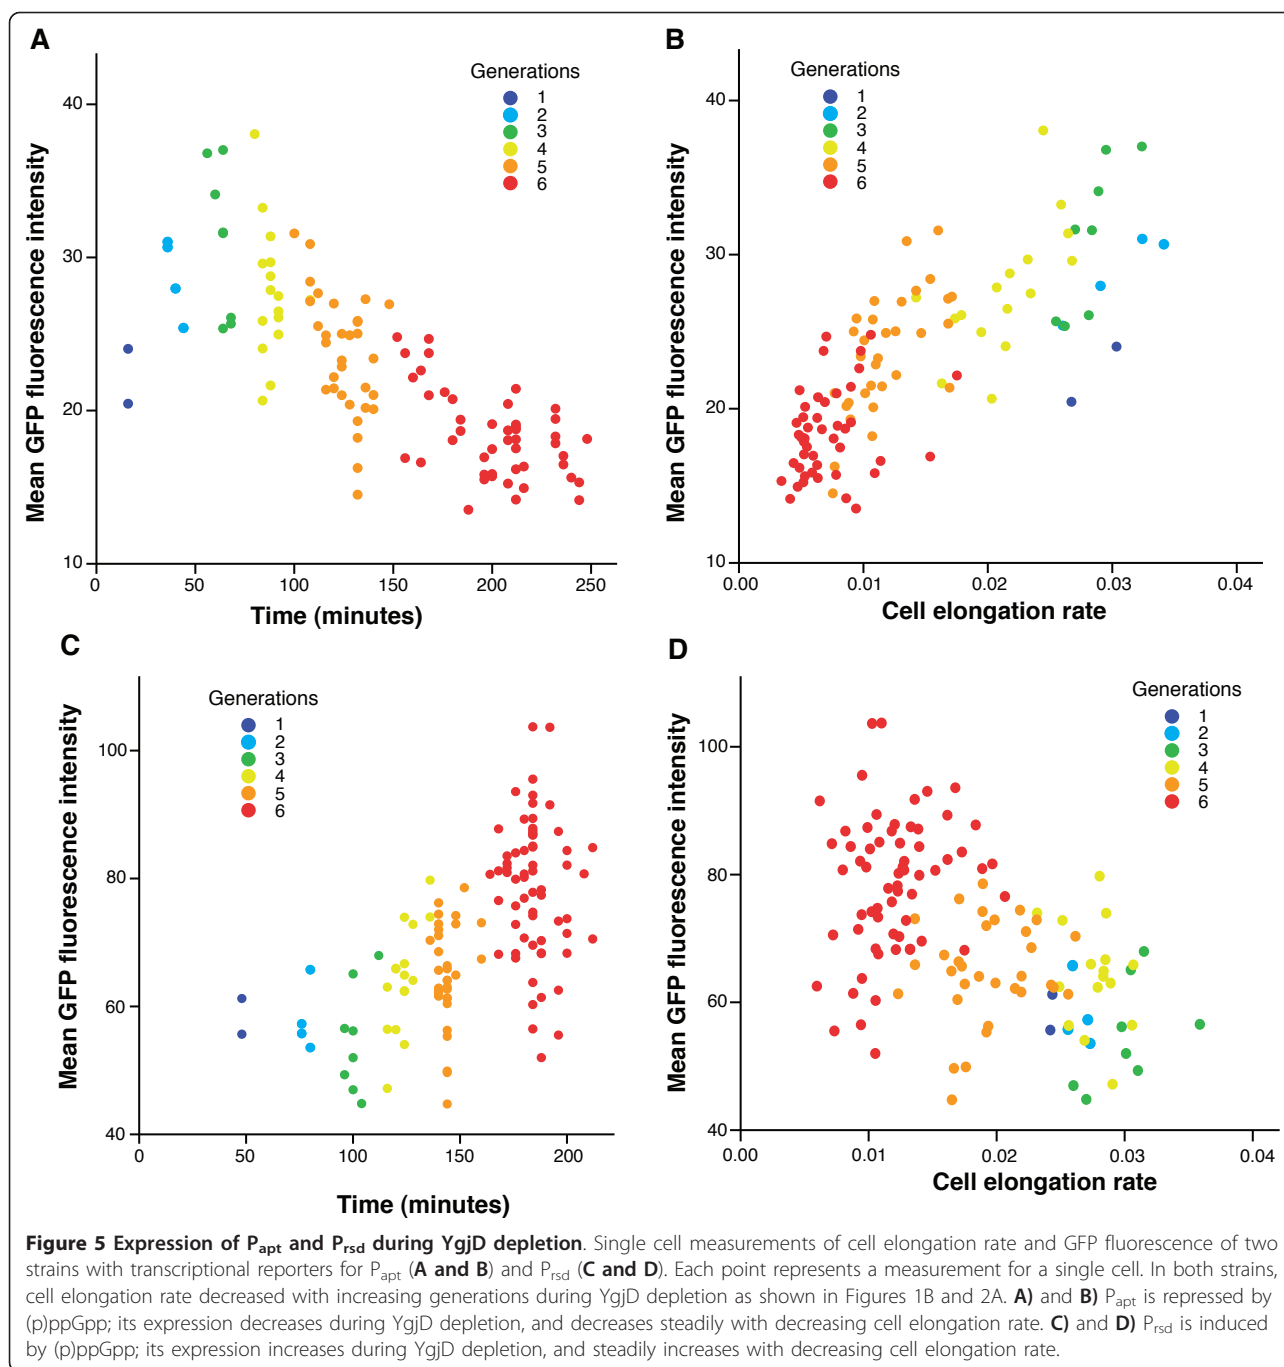 A
Generations
1
2
3
4
5
6
Mean GFP fluorescence intensity
40
30
20
10
0
50
100
150
200
250
Time (minutes)
B
Generations
1
2
3
4
5
6
Mean GFP fluorescence intensity
40
30
20
10
0.00
0.01
0.02
0.03
0.04
Cell elongation rate
C
Generations
1
2
3
4
5
6
Mean GFP fluorescence intensity
100
80
60
40
0
50
100
150
200
Time (minutes)
D
Generations
1
2
3
4
5
6
Mean GFP fluorescence intensity
100
80
60
40
0.00
0.01
0.02
0.03
0.04
Cell elongation rate
Figure 5 Expression of Papt and Prsd during YgjD depletion. Single cell measurements of cell elongation rate and GFP fluorescence of two
strains with transcriptional reporters for Papt (A and B) and Prsd (C and D). Each point represents a measurement for a single cell. In both strains,
cell elongation rate decreased with increasing generations during YgjD depletion as shown in Figures 1B and 2A. A) and B) Papt is repressed by
(p)ppGpp; its expression decreases during YgjD depletion, and decreases steadily with decreasing cell elongation rate. C) and D) Prsd is induced
by (p)ppGpp; its expression increases during YgjD depletion, and steadily increases with decreasing cell elongation rate.